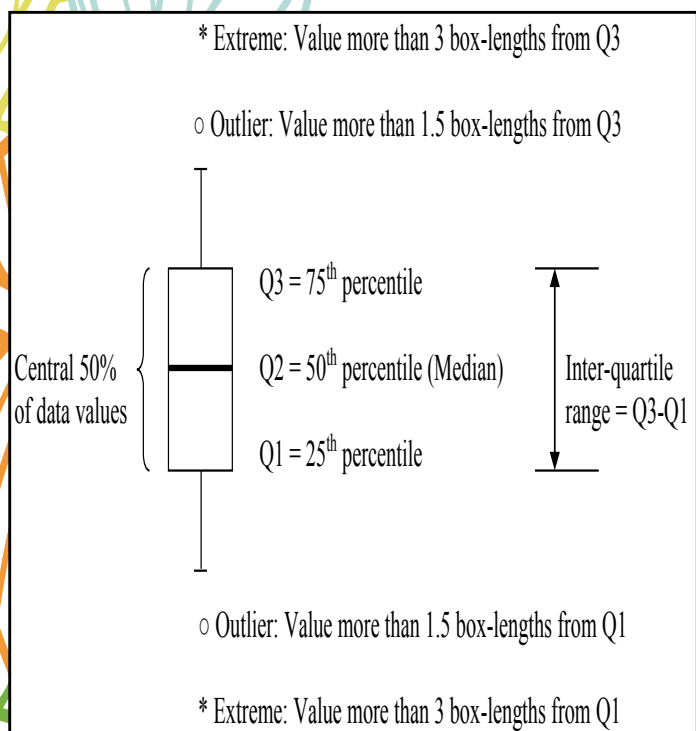 * Extreme: Value more than 3 box-lengths from Q3
○ Outlier: Value more than 1.5 box-lengths from Q3
Q3 = 75th percentile
Central 50%
of data values
Q2 = 50th percentile (Median)
Inter-quartile
range = Q3-Q1
Q1 = 25th percentile
○ Outlier: Value more than 1.5 box-lengths from Q1
* Extreme: Value more than 3 box-lengths from Q1